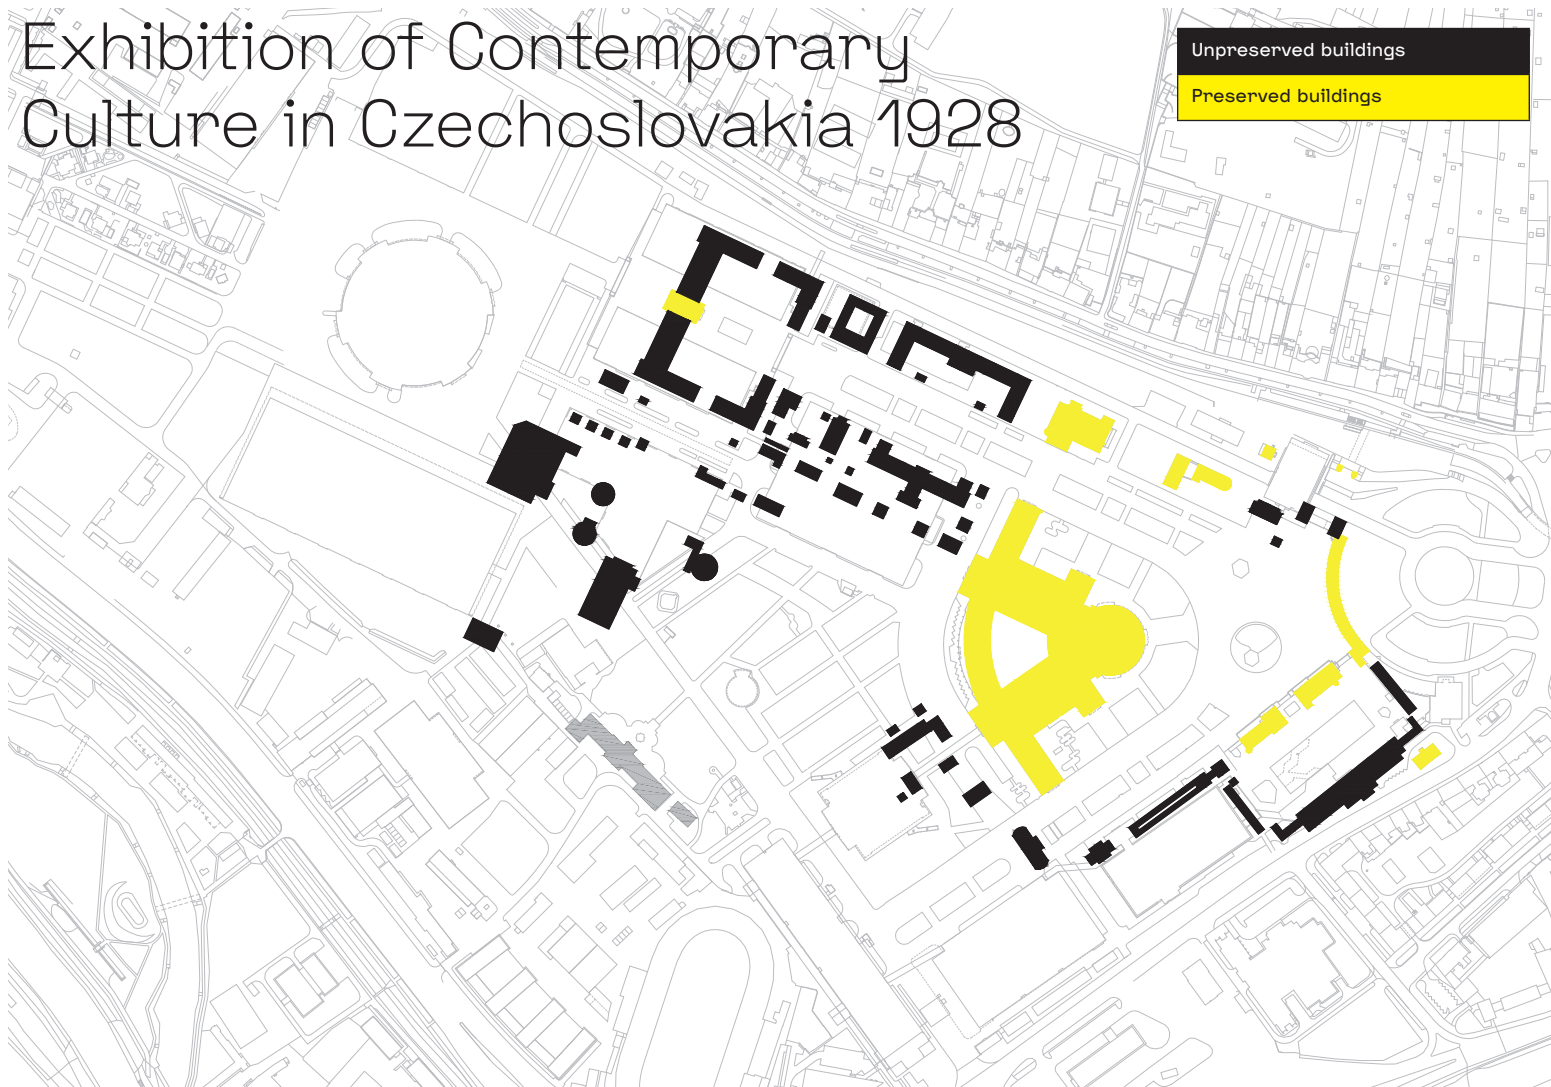 Exhibition of Contemporary
Culture in Czechoslovakia 1928
Unpreserved buildings
Preserved buildings